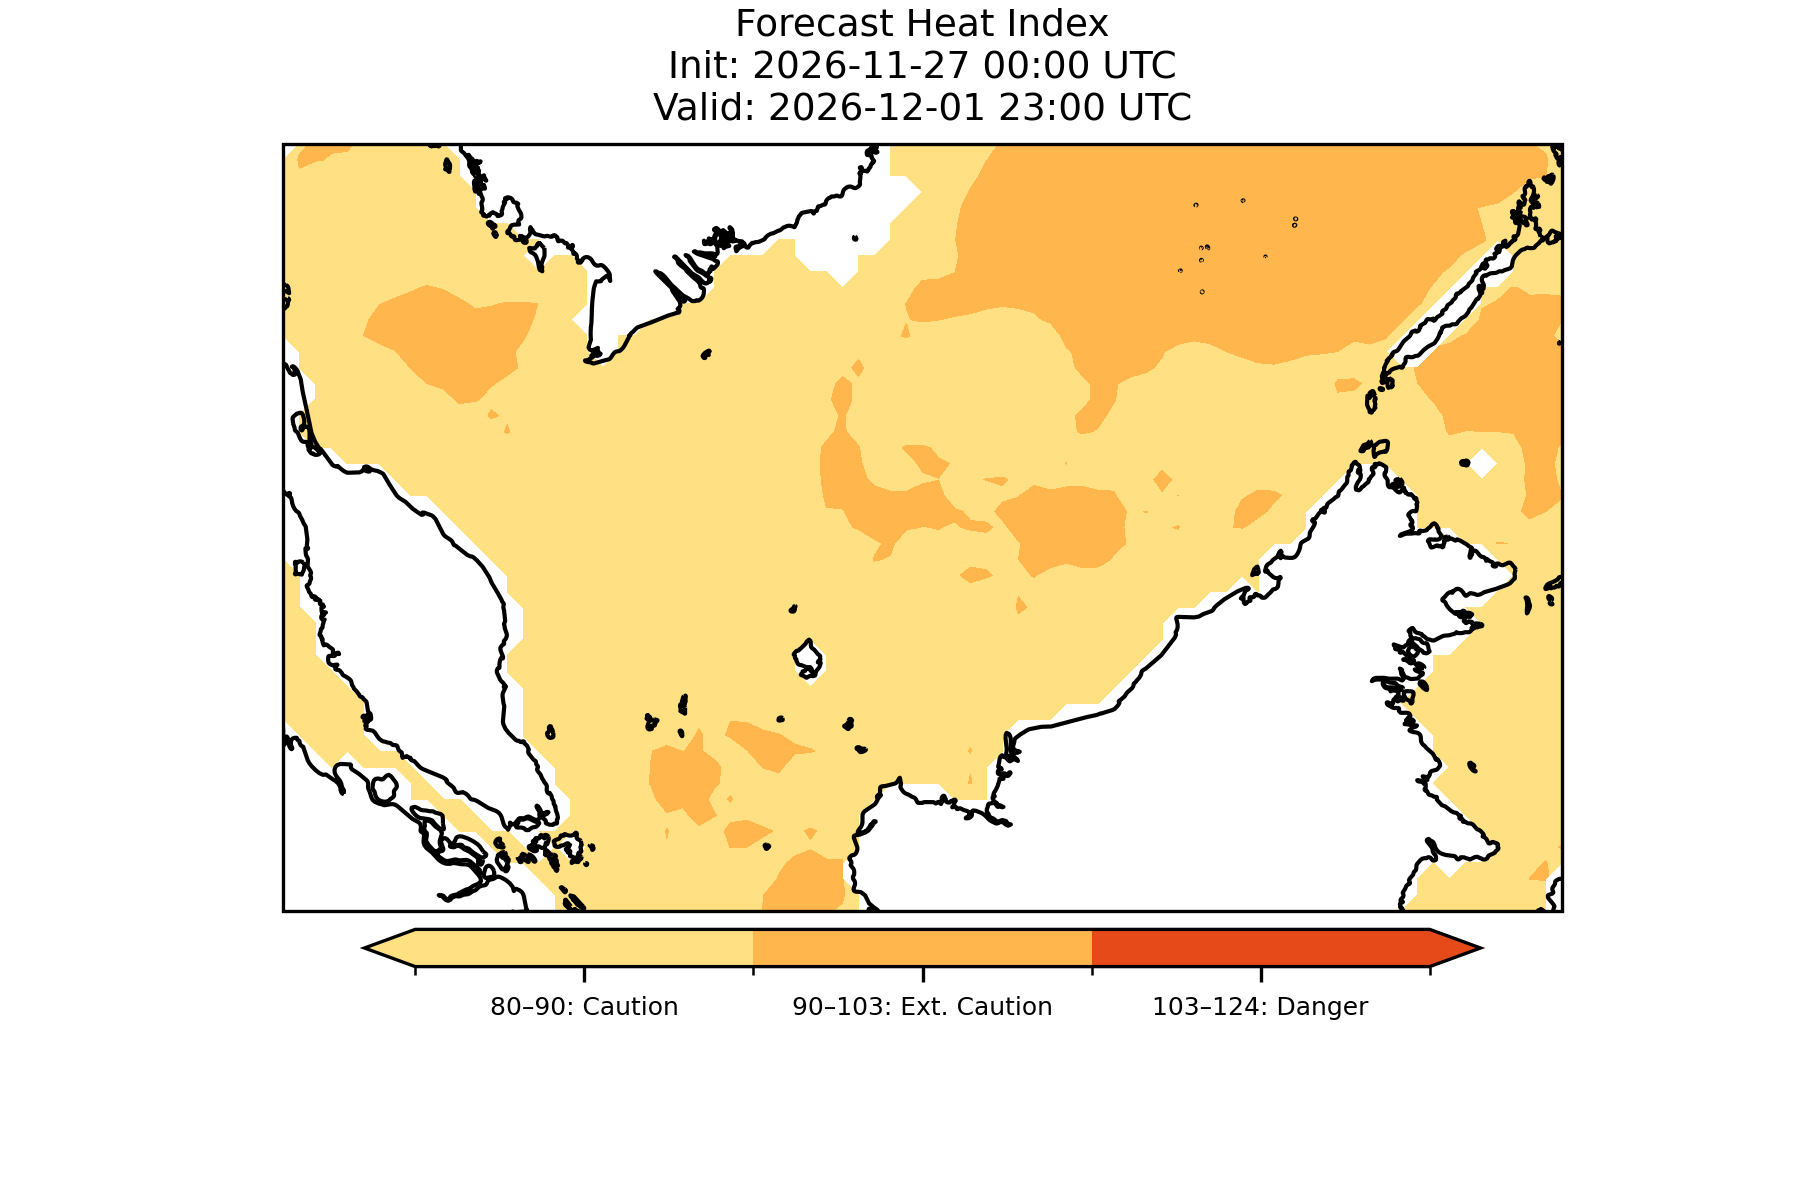 Forecast Heat Index
Init: 2026-11-27 00:00 UTC
Valid: 2026-12-01 23:00 UTC
80–90: Caution
90–103: Ext. Caution
103–124: Danger